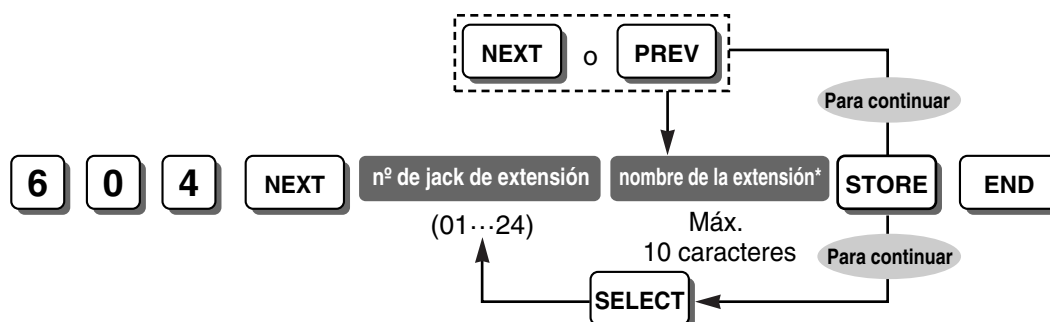 NEXT o PREV
Para continuar
6 0 4 NEXT nº de jack de extensión nombre de la extensión* STORE END
(01···24) Máx.
10 caracteres Para continuar
SELECT